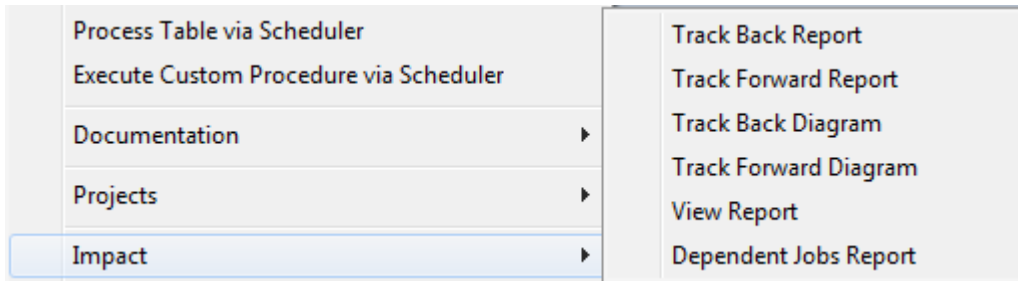 Process Table via Scheduler
Execute Custom Procedure via Scheduler
Documentation
Projects
Impact
Track Back Report
Track Forward Report
Track Back Diagram
Track Forward Diagram
View Report
Dependent Jobs Report